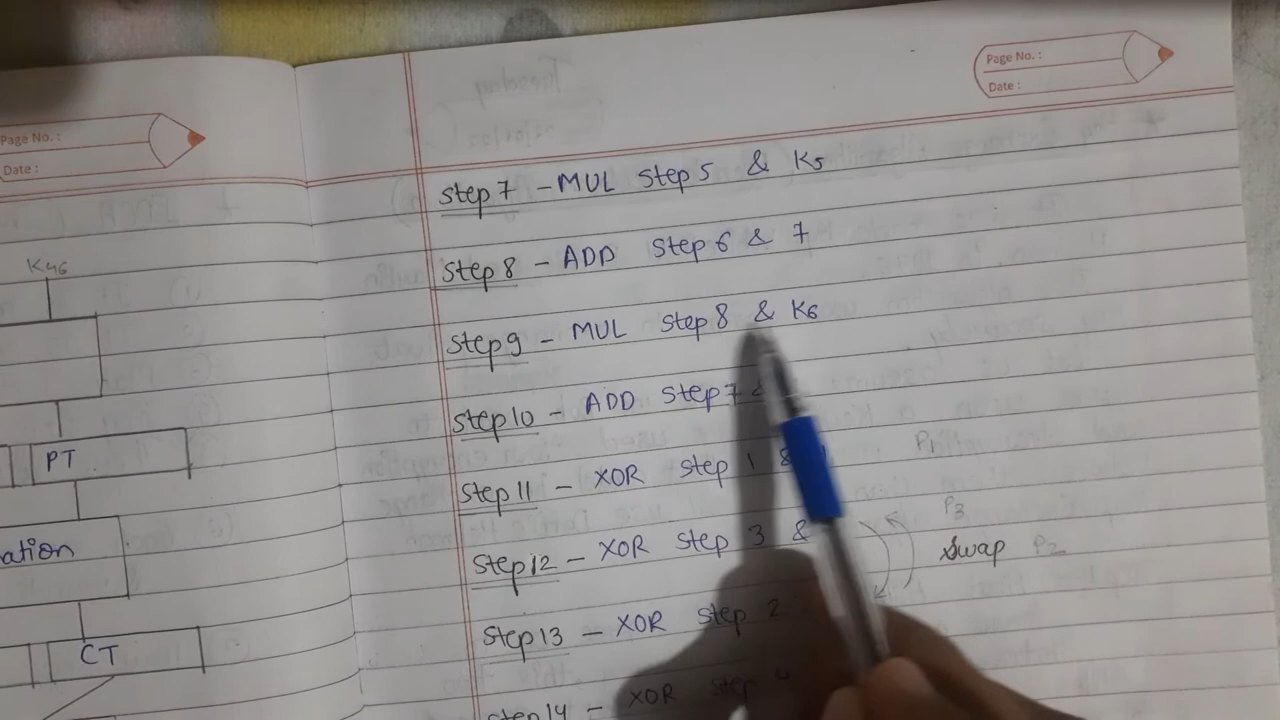 Page No. :
Date :
K46
PT
ation
CT
Page No. :
Date :
Step 7 - MUL Step 5 & K5
Step 8 - ADD Step 6 & 7
Step 9 - MUL Step 8 & K6
Step 10 - ADD Step 7 &
Step 11 - XOR Step 1 &
P1
Step 12 - XOR Step 3 &
P3
Swap P2
Step 13 - XOR Step 2
Step 14 - XOR Step